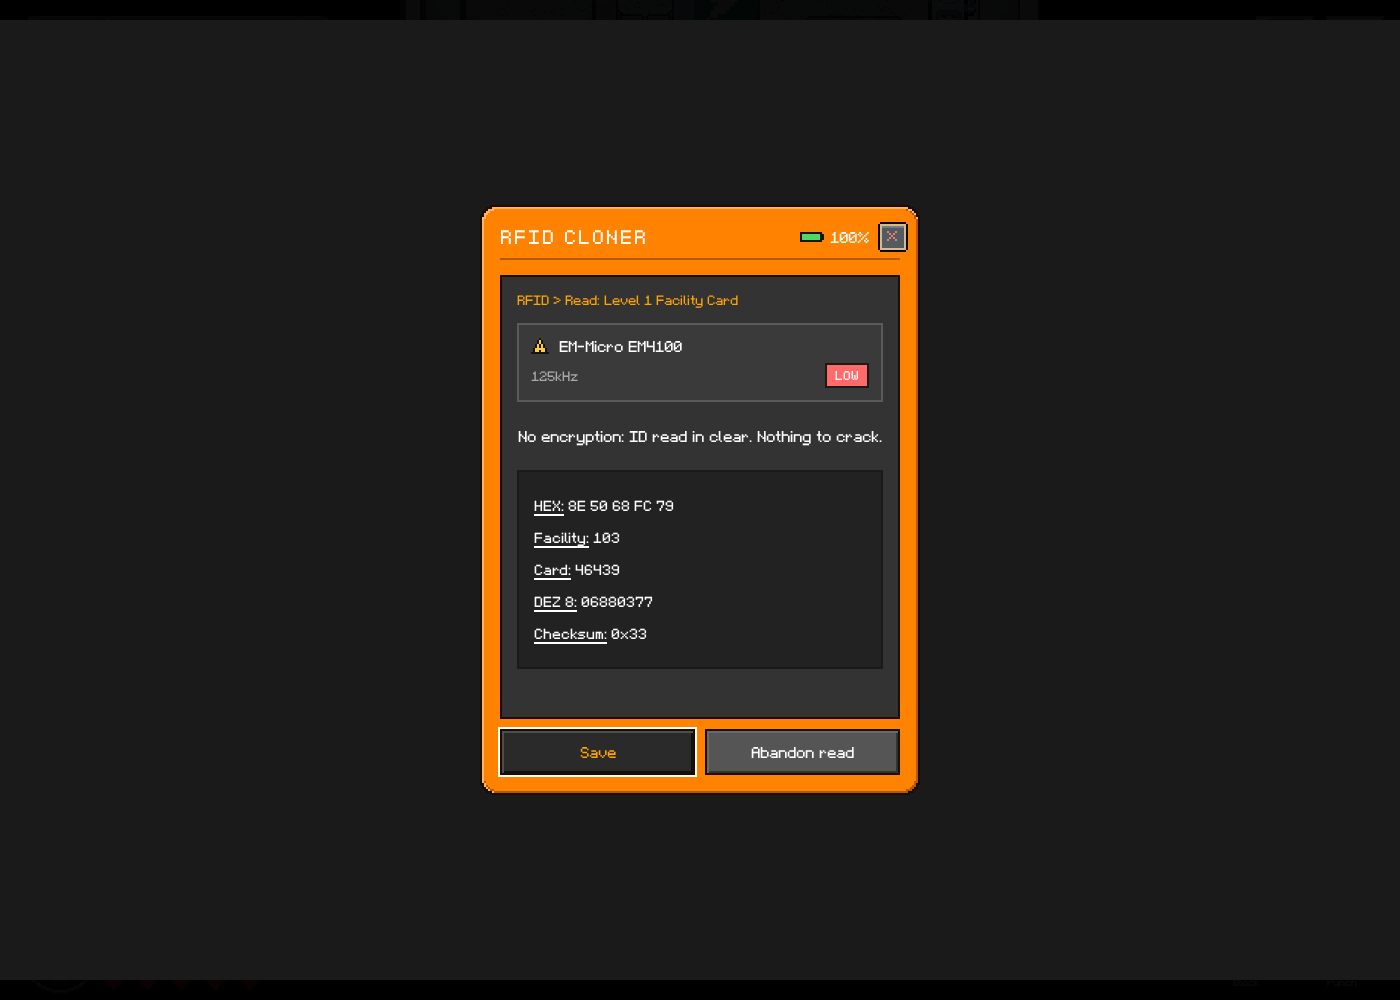 RFID CLONER
100%
X
RFID > Read: Level 1 Facility Card
EM-Micro EM4100
125kHz
LOW
No encryption: ID read in clear. Nothing to crack.
HEX: 8E 50 68 FC 79
Facility: 103
Card: 46439
DEZ 8: 06880377
Checksum: 0x33
Save
Abandon read